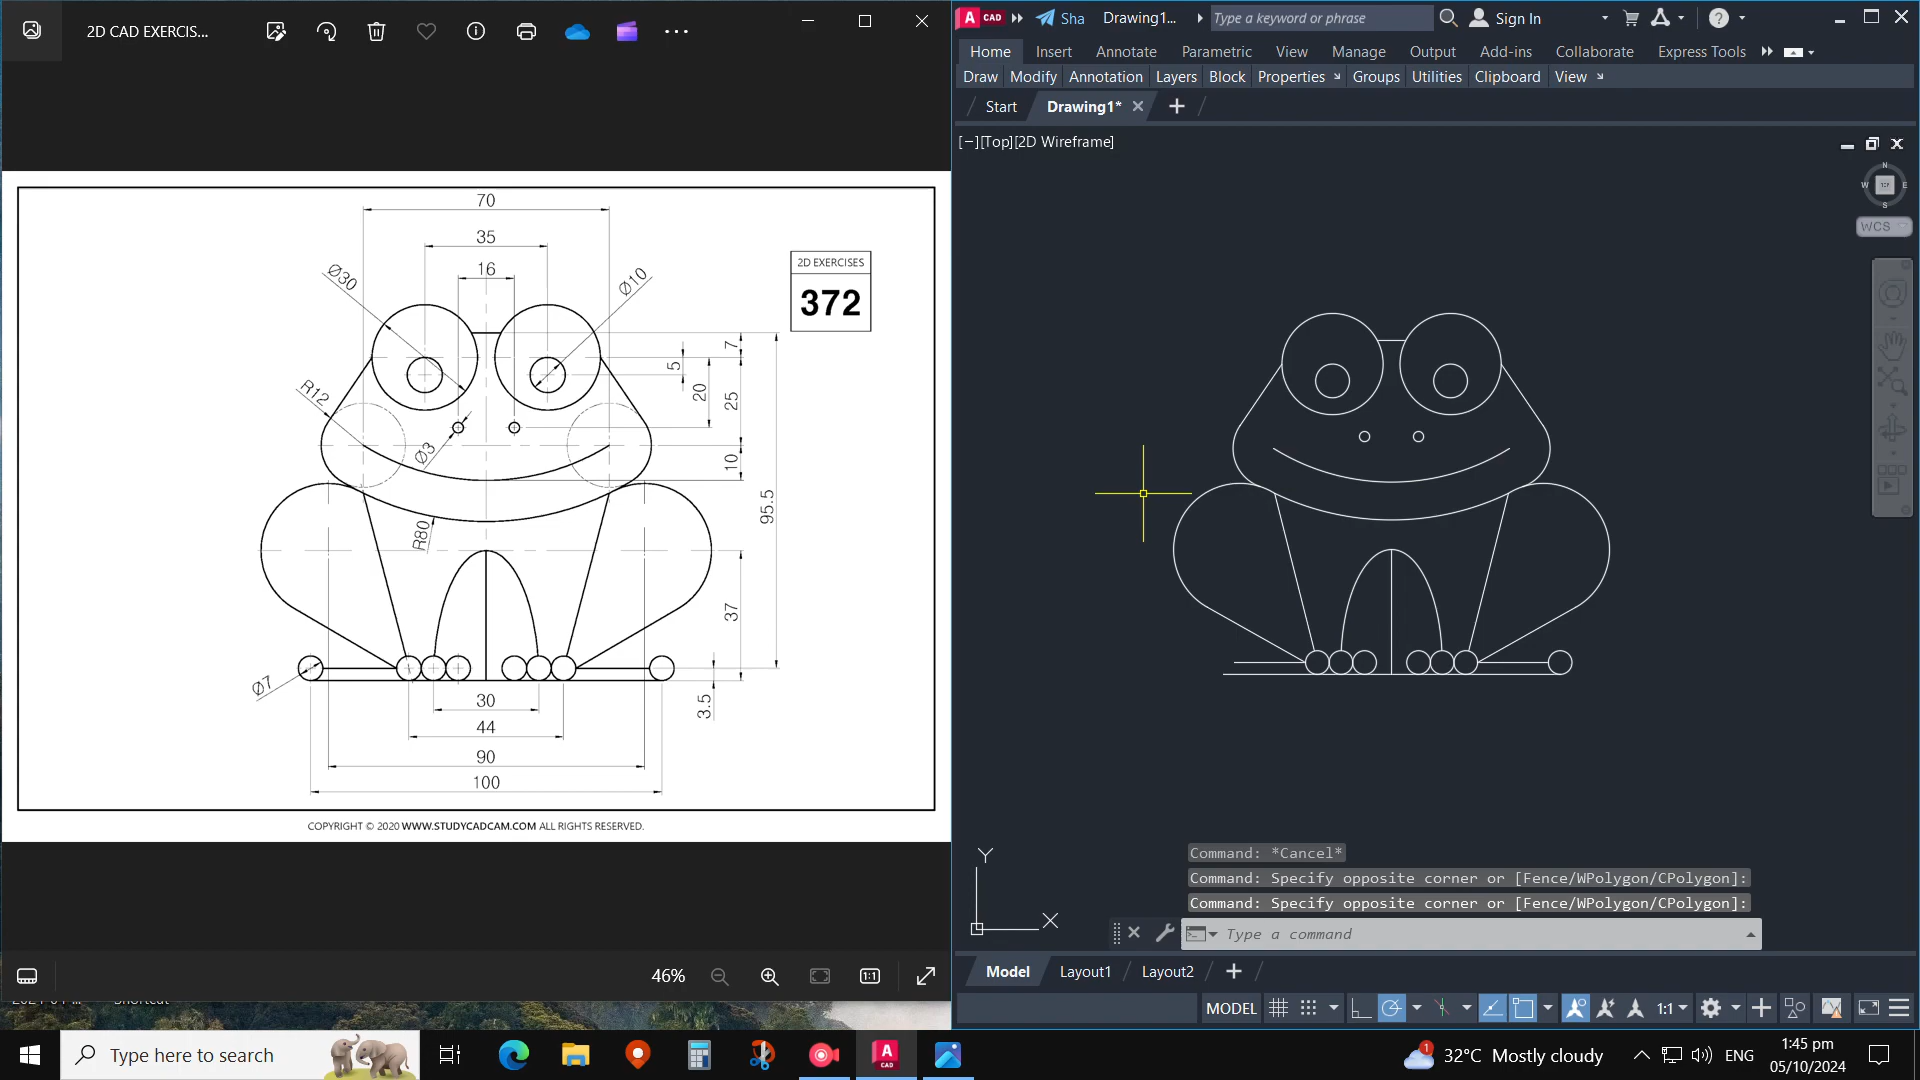 2D CAD EXERCIS...
CAD
Sha
Drawing1...
Type a keyword or phrase
Sign In
Home
Insert
Annotate
Parametric
View
Manage
Output
Add-ins
Collaborate
Express Tools
Draw
Modify
Annotation
Layers
Block
Properties
Groups
Utilities
Clipboard
View
Start
Drawing1*
[−][Top][2D Wireframe]
N
W
TOP
E
S
WCS
70
35
16
Ø30
Ø10
2D EXERCISES
372
7
5
20
25
R12
Ø3
10
95.5
R80
37
Ø7
30
3.5
44
90
100
COPYRIGHT © 2020 WWW.STUDYCADCAM.COM ALL RIGHTS RESERVED.
Y
X
Command: *Cancel*
Command: Specify opposite corner or [Fence/WPolygon/CPolygon]:
Command: Specify opposite corner or [Fence/WPolygon/CPolygon]:
Type a command
46%
1:1
Model
Layout1
Layout2
MODEL
1:1
Type here to search
CAD
1
32°C Mostly cloudy
ENG
1:45 pm
05/10/2024